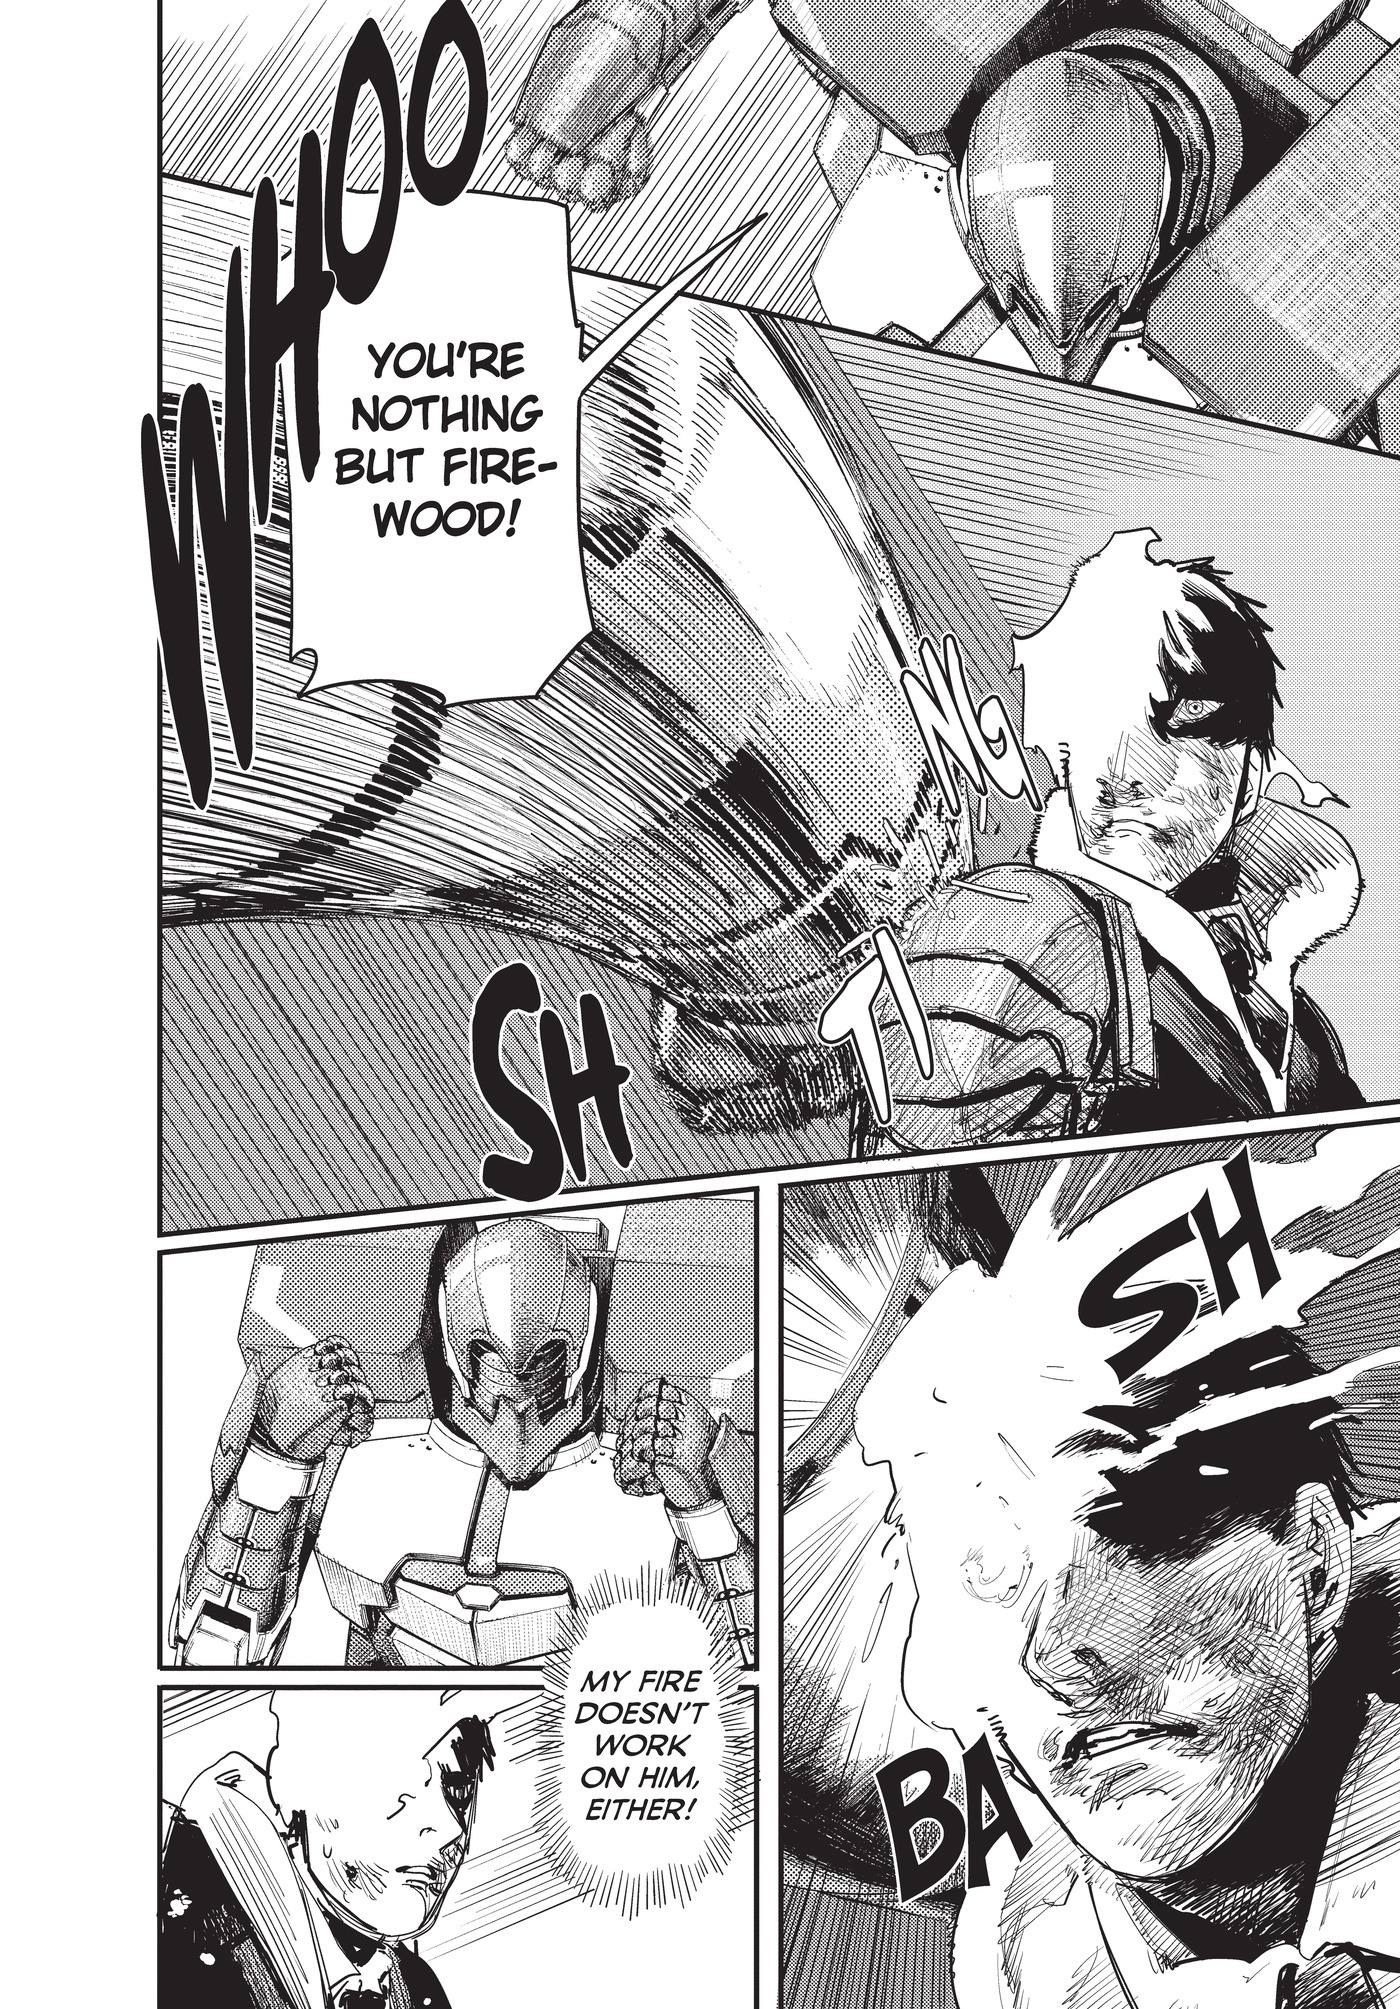 WHOO
YOU'RE
NOTHING
BUT FIRE-
WOOD!
TI
NG
SH
SH
BA
MY FIRE
DOESN'T
WORK
ON HIM,
EITHER!